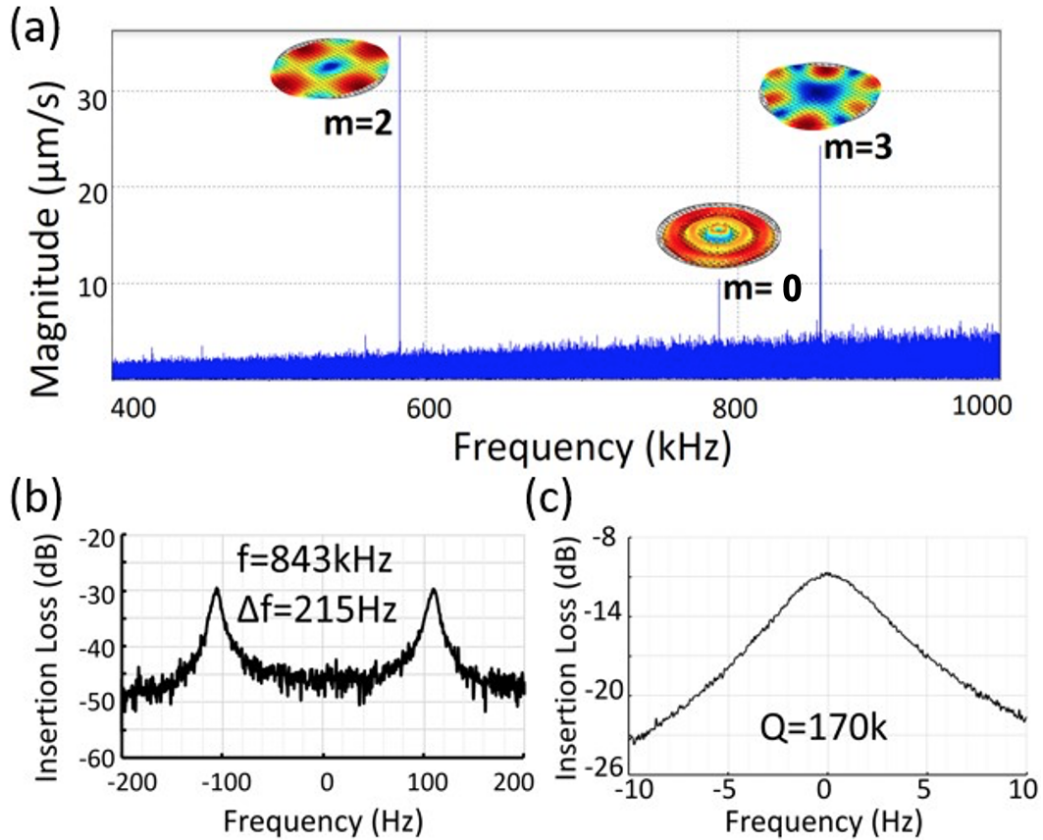 (a)
Magnitude (μm/s)
30
20
10
m=2
m=3
m= 0
400
600
800
1000
Frequency (kHz)
(b)
Insertion Loss (dB)
-20
-30
-40
-50
-60
f=843kHz
Δf=215Hz
-200
-100
0
100
200
Frequency (Hz)
(c)
Insertion Loss (dB)
-8
-14
-20
-26
Q=170k
-10
-5
0
5
10
Frequency (Hz)